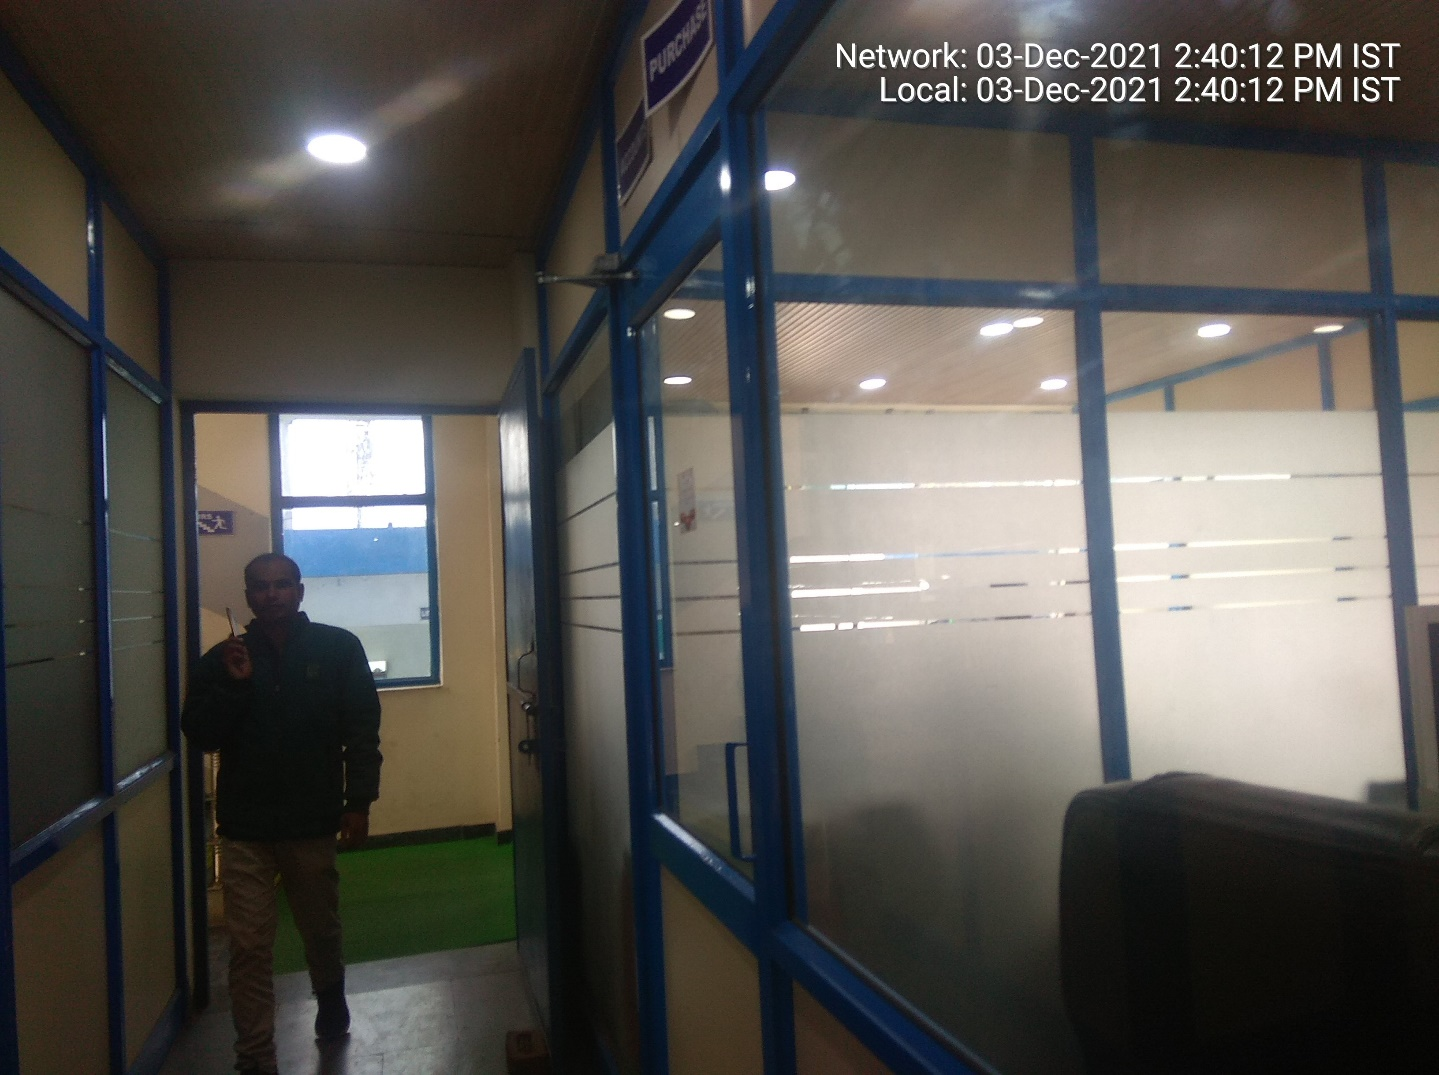 Network: 03-Dec-2021 2:40:12 PM IST
Local: 03-Dec-2021 2:40:12 PM IST
PURCHASE